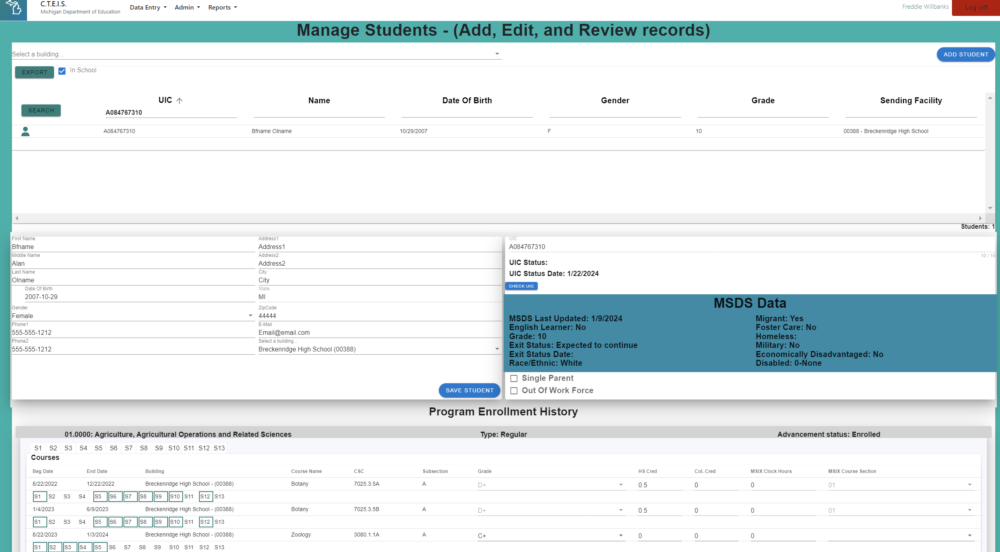 C.T.E.I.S.
Michigan Department of Education
Data Entry Admin Reports
Freddie Willbanks Log off
Manage Students - (Add, Edit, and Review records)
Select a building...
ADD STUDENT
EXPORT In School
UIC Name Date Of Birth Gender Grade Sending Facility
SEARCH A084767310
A084767310 Bfname Olname 10/29/2007 F 10 00388 - Breckenridge High School
Students: 1
First Name
Bfname
Middle Name
Alan
Last Name
Olname
Date Of Birth
2007-10-29
Gender
Female
Phone1
555-555-1212
Phone2
555-555-1212
Address1
Address1
Address2
Address2
City
City
State
MI
ZipCode
44444
E-Mail
Email@email.com
Select a building...
Breckenridge High School (00388)
SAVE STUDENT
UIC
A084767310
10 / 10
UIC Status:
UIC Status Date: 1/22/2024
CHECK UIC
MSDS Data
MSDS Last Updated: 1/9/2024
English Learner: No
Grade: 10
Exit Status: Expected to continue
Exit Status Date:
Race/Ethnic: White
Migrant: Yes
Foster Care: No
Homeless:
Military: No
Economically Disadvantaged: No
Disabled: 0-None
Single Parent
Out Of Work Force
Program Enrollment History
01.0000: Agriculture, Agricultural Operations and Related Sciences Type: Regular Advancement status: Enrolled
S1 S2 S3 S4 S5 S6 S7 S8 S9 S10 S11 S12 S13
Courses
Beg Date End Date Building Course Name CSC Subsection Grade HS Cred Col. Cred MSIX Clock Hours MSIX Course Section
8/22/2022 12/22/2022 Breckenridge High School - (00388) Botany 7025.3.5A A D+ 0.5 0 0 01
S1 S2 S3 S4 S5 S6 S7 S8 S9 S10 S11 S12 S13
1/4/2023 6/9/2023 Breckenridge High School - (00388) Botany 7025.3.5B A D+ 0.5 0 0 01
S1 S2 S3 S4 S5 S6 S7 S8 S9 S10 S11 S12 S13
8/22/2023 1/3/2024 Breckenridge High School - (00388) Zoology 3080.1.1A A C+ 0 0 0
S1 S2 S3 S4 S5 S6 S7 S8 S9 S10 S11 S12 S13